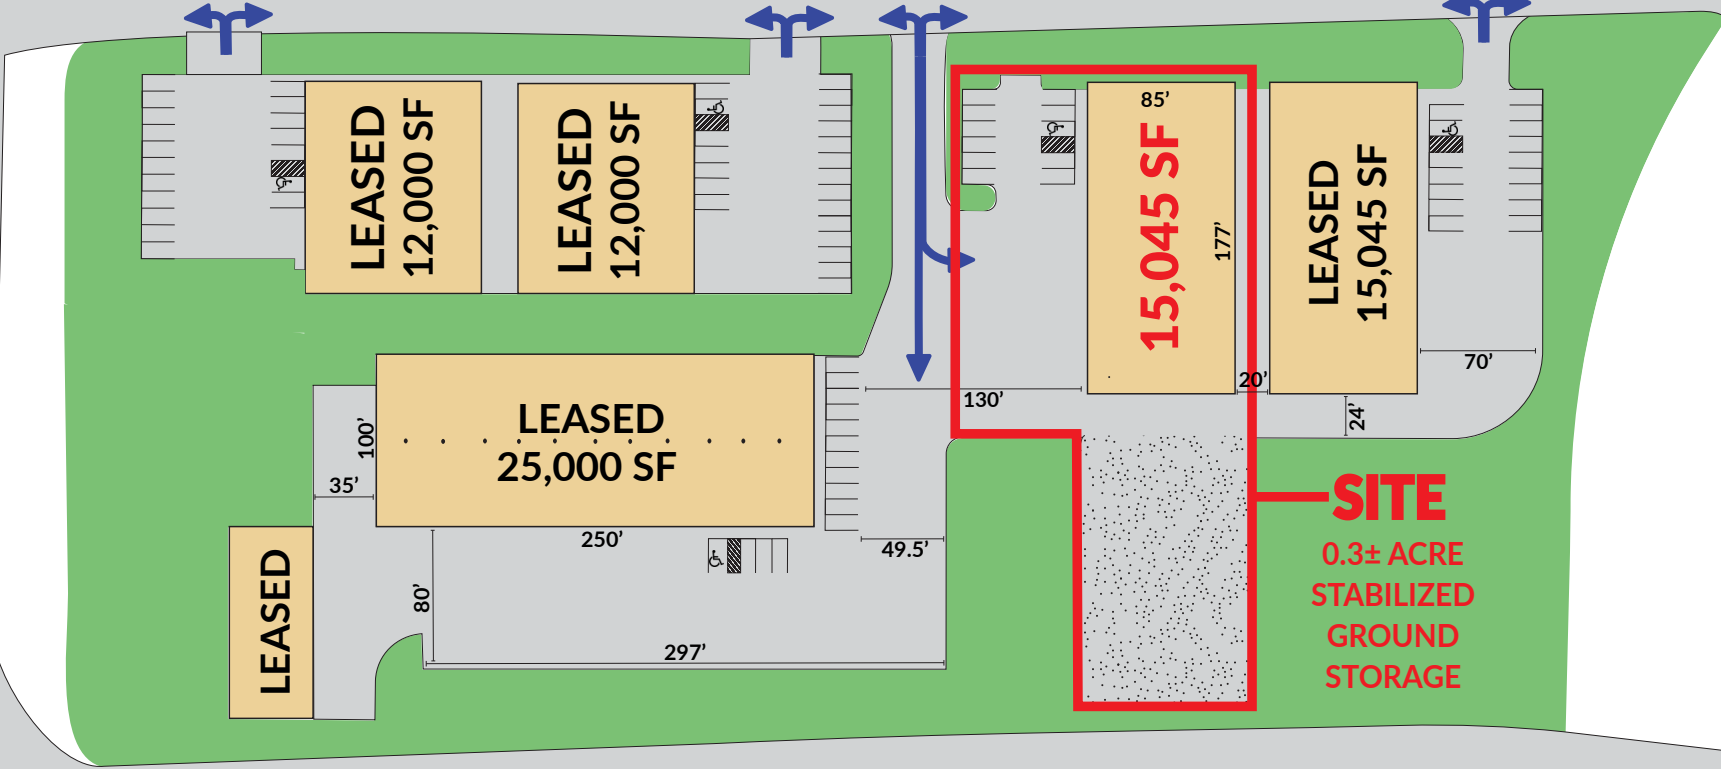 LEASED
12,000 SF
LEASED
12,000 SF
85’
15,045 SF
177’
LEASED
15,045 SF
70’
20’
24’
130’
LEASED
25,000 SF
100’
35’
250’
49.5’
80’
297’
LEASED
SITE
0.3± ACRE
STABILIZED
GROUND
STORAGE